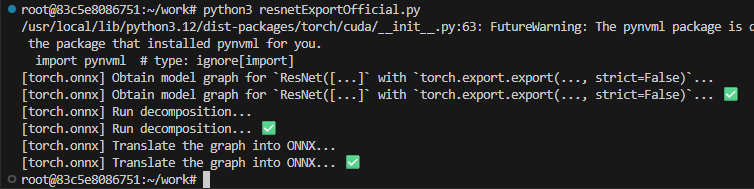 root@83c5e8086751:~/work# python3 resnetExportOfficial.py
/usr/local/lib/python3.12/dist-packages/torch/cuda/__init__.py:63: FutureWarning: The pynvml package is
 the package that installed pynvml for you.
  import pynvml  # type: ignore[import]
[torch.onnx] Obtain model graph for `ResNet([...]` with `torch.export.export(..., strict=False)`...
[torch.onnx] Obtain model graph for `ResNet([...]` with `torch.export.export(..., strict=False)`... ✅
[torch.onnx] Run decomposition...
[torch.onnx] Run decomposition... ✅
[torch.onnx] Translate the graph into ONNX...
[torch.onnx] Translate the graph into ONNX... ✅
root@83c5e8086751:~/work#